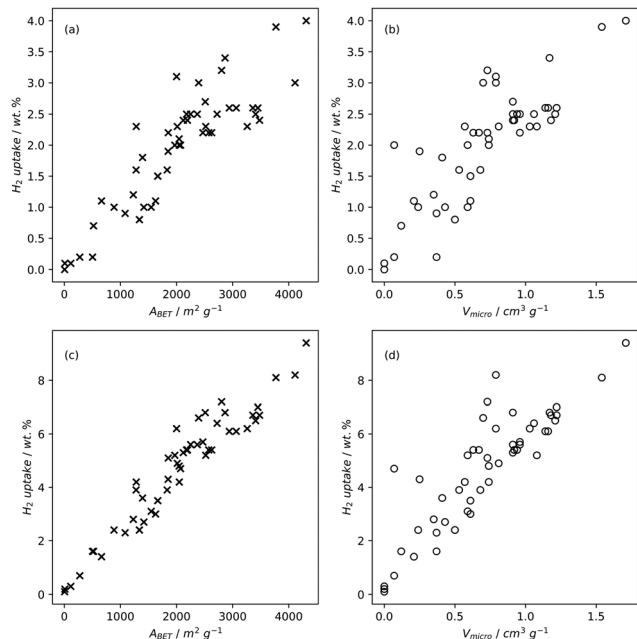 (a)
4.0
3.5
3.0
2.5
2.0
1.5
1.0
0.5
0.0
H₂ uptake / wt.%
0 1000 2000 3000 4000
A_BET / m² g⁻¹
(b)
4.0
3.5
3.0
2.5
2.0
1.5
1.0
0.5
0.0
H₂ uptake / wt.%
0.0 0.5 1.0 1.5
V_micro / cm³ g⁻¹
(c)
8
6
4
2
0
H₂ uptake / wt.%
0 1000 2000 3000 4000
A_BET / m² g⁻¹
(d)
8
6
4
2
0
H₂ uptake / wt.%
0.0 0.5 1.0 1.5
V_micro / cm³ g⁻¹